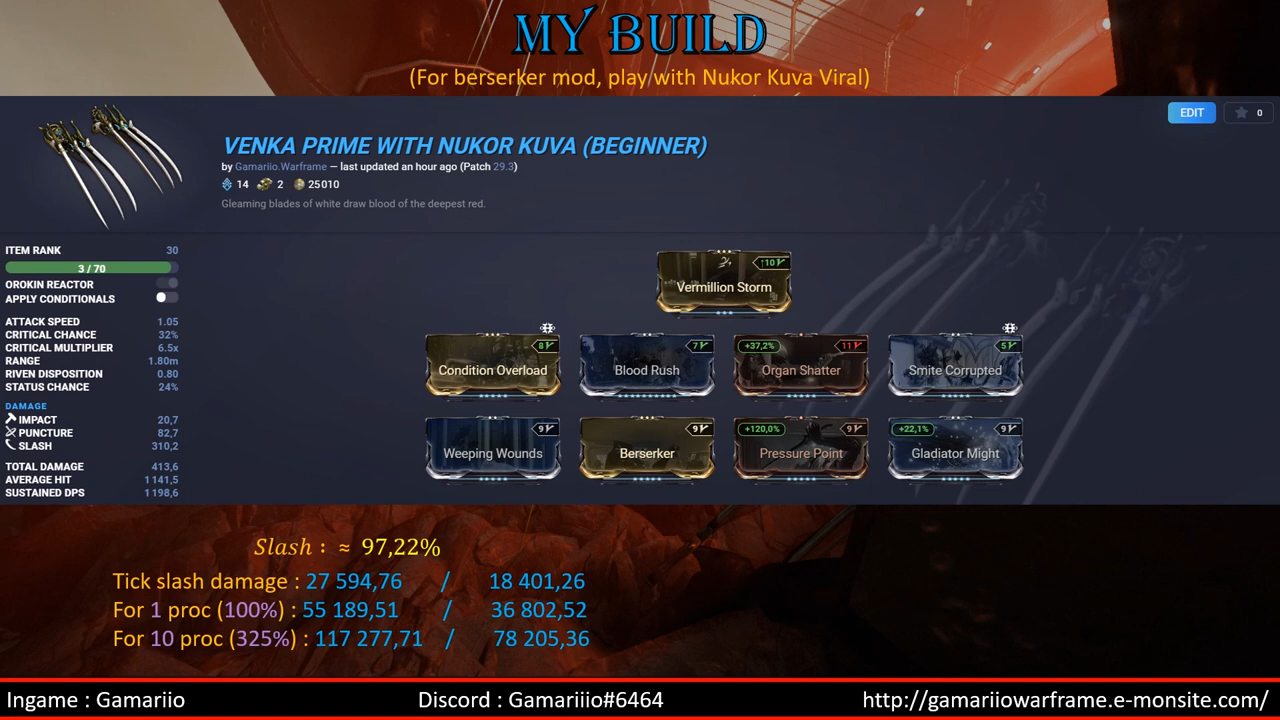 MY BUILD
(For berserker mod, play with Nukor Kuva Viral)
EDIT
0
VENKA PRIME WITH NUKOR KUVA (BEGINNER)
by Gamariio.Warframe — last updated an hour ago (Patch 29.3)
14 2 25010
Gleaming blades of white draw blood of the deepest red.
ITEM RANK 30
3 / 70
OROKIN REACTOR
APPLY CONDITIONALS
ATTACK SPEED 1.05
CRITICAL CHANCE 32%
CRITICAL MULTIPLIER 6.5x
RANGE 1.80m
RIVEN DISPOSITION 0.80
STATUS CHANCE 24%
DAMAGE
IMPACT 20,7
PUNCTURE 82,7
SLASH 310,2
TOTAL DAMAGE 413,6
AVERAGE HIT 1141,5
SUSTAINED DPS 1198,6
↑10
Vermillion Storm
8 7 +37,2% 11 5
Condition Overload Blood Rush Organ Shatter Smite Corrupted
9 9 +120,0% 9 +22,1% 9
Weeping Wounds Berserker Pressure Point Gladiator Might
Slash : ≈ 97,22%
Tick slash damage : 27 594,76 / 18 401,26
For 1 proc (100%) : 55 189,51 / 36 802,52
For 10 proc (325%) : 117 277,71 / 78 205,36
Ingame : Gamariio
Discord : Gamariiio#6464
http://gamariiowarframe.e-monsite.com/